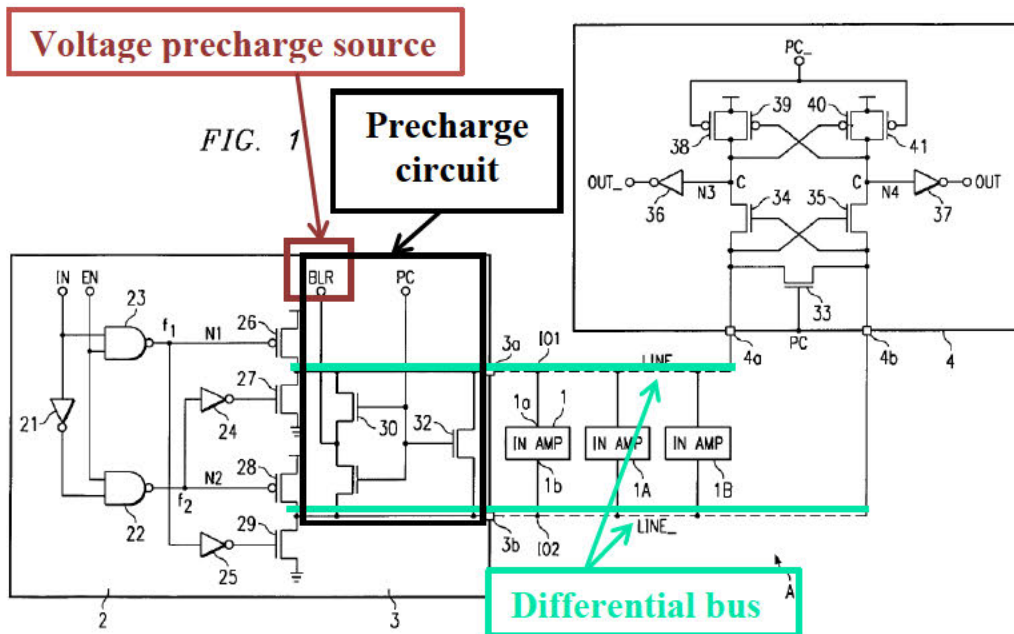 Voltage precharge source
FIG. 1
Precharge
circuit
PC_
39
40
38
41
OUT_
36
N3
C
C
N4
37
OUT
34
35
33
IN
EN
BLR
PC
23
f1
N1
26
3a
IO1
LINE
4a
PC
4b
4
27
21
24
30
32
1a
1
IN AMP
IN AMP
IN AMP
1b
1A
1B
28
N2
f2
22
29
25
3b
IO2
LINE_
A
2
3
Differential bus